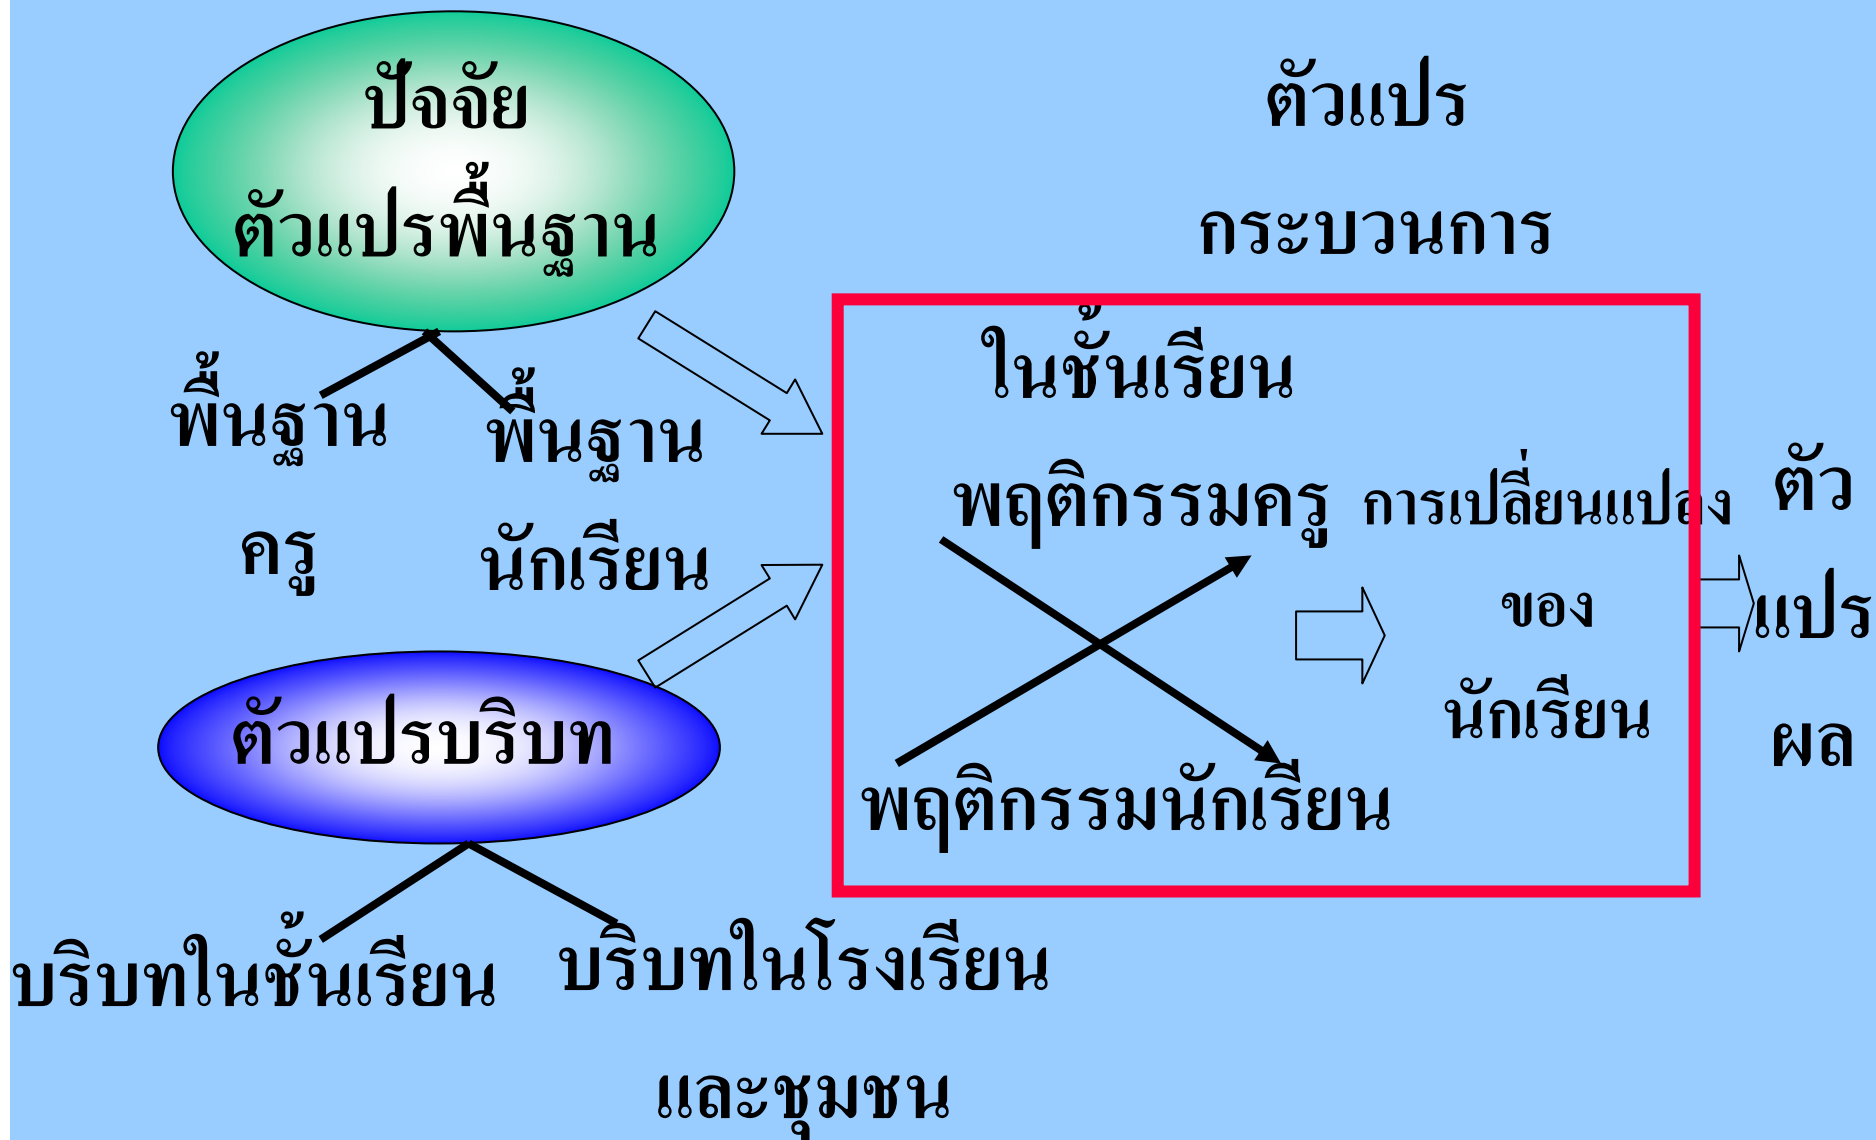 ปัจจัย
ตัวแปรพื้นฐาน
ตัวแปร
กระบวนการ
ในชั้นเรียน
พื้นฐาน
ครู
พื้นฐาน
นักเรียน
พฤติกรรมครู
การเปลี่ยนแปลง
ของ
นักเรียน
พฤติกรรมนักเรียน
ตัว
แปร
ผล
ตัวแปรบริบท
บริบทในชั้นเรียน
บริบทในโรงเรียน
และชุมชน